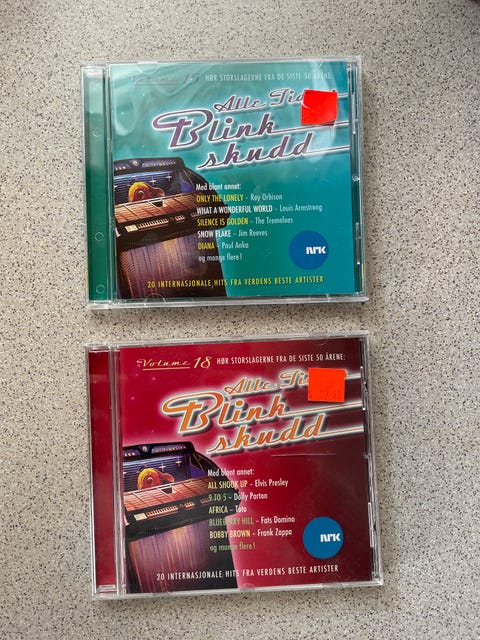 HØR STORSLAGERNE FRA DE SISTE 50 ÅRENE:
Alle
Blink
skudd
Med blant annet:
ONLY THE LONELY – Roy Orbison
WHAT A WONDERFUL WORLD – Louis Armstrong
SILENCE IS GOLDEN – The Tremeloes
SNOW FLAKE – Jim Reeves
DIANA – Paul Anka
og mange flere!
NRK
20 INTERNASJONALE HITS FRA VERDENS BESTE ARTISTER
Volume 18 HØR STORSLAGERNE FRA DE SISTE 50 ÅRENE:
Alle
Blink
skudd
Med blant annet:
ALL SHOOK UP – Elvis Presley
9 TO 5 – Dolly Parton
AFRICA – Toto
BLUEBERRY HILL – Fats Domino
BOBBY BROWN – Frank Zappa
og mange flere!
NRK
20 INTERNASJONALE HITS FRA VERDENS BESTE ARTISTER